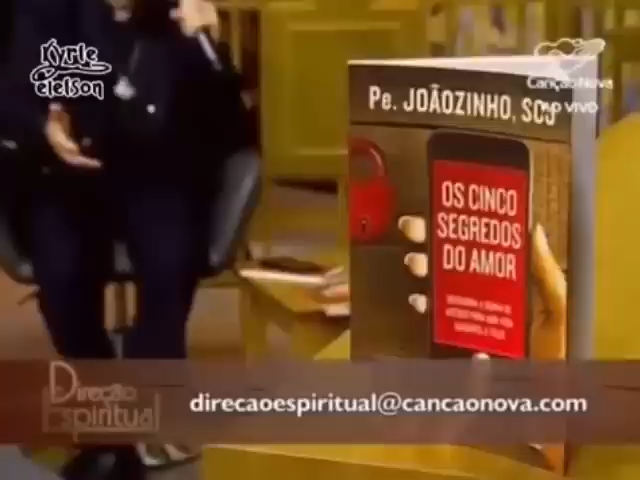 Kyrie
Eleison
Canção Nova
AO VIVO
Pe. JOÃOZINHO, SCJ
OS CINCO
SEGREDOS
DO AMOR
Direção
Espiritual
direcaoespiritual@cancaonova.com